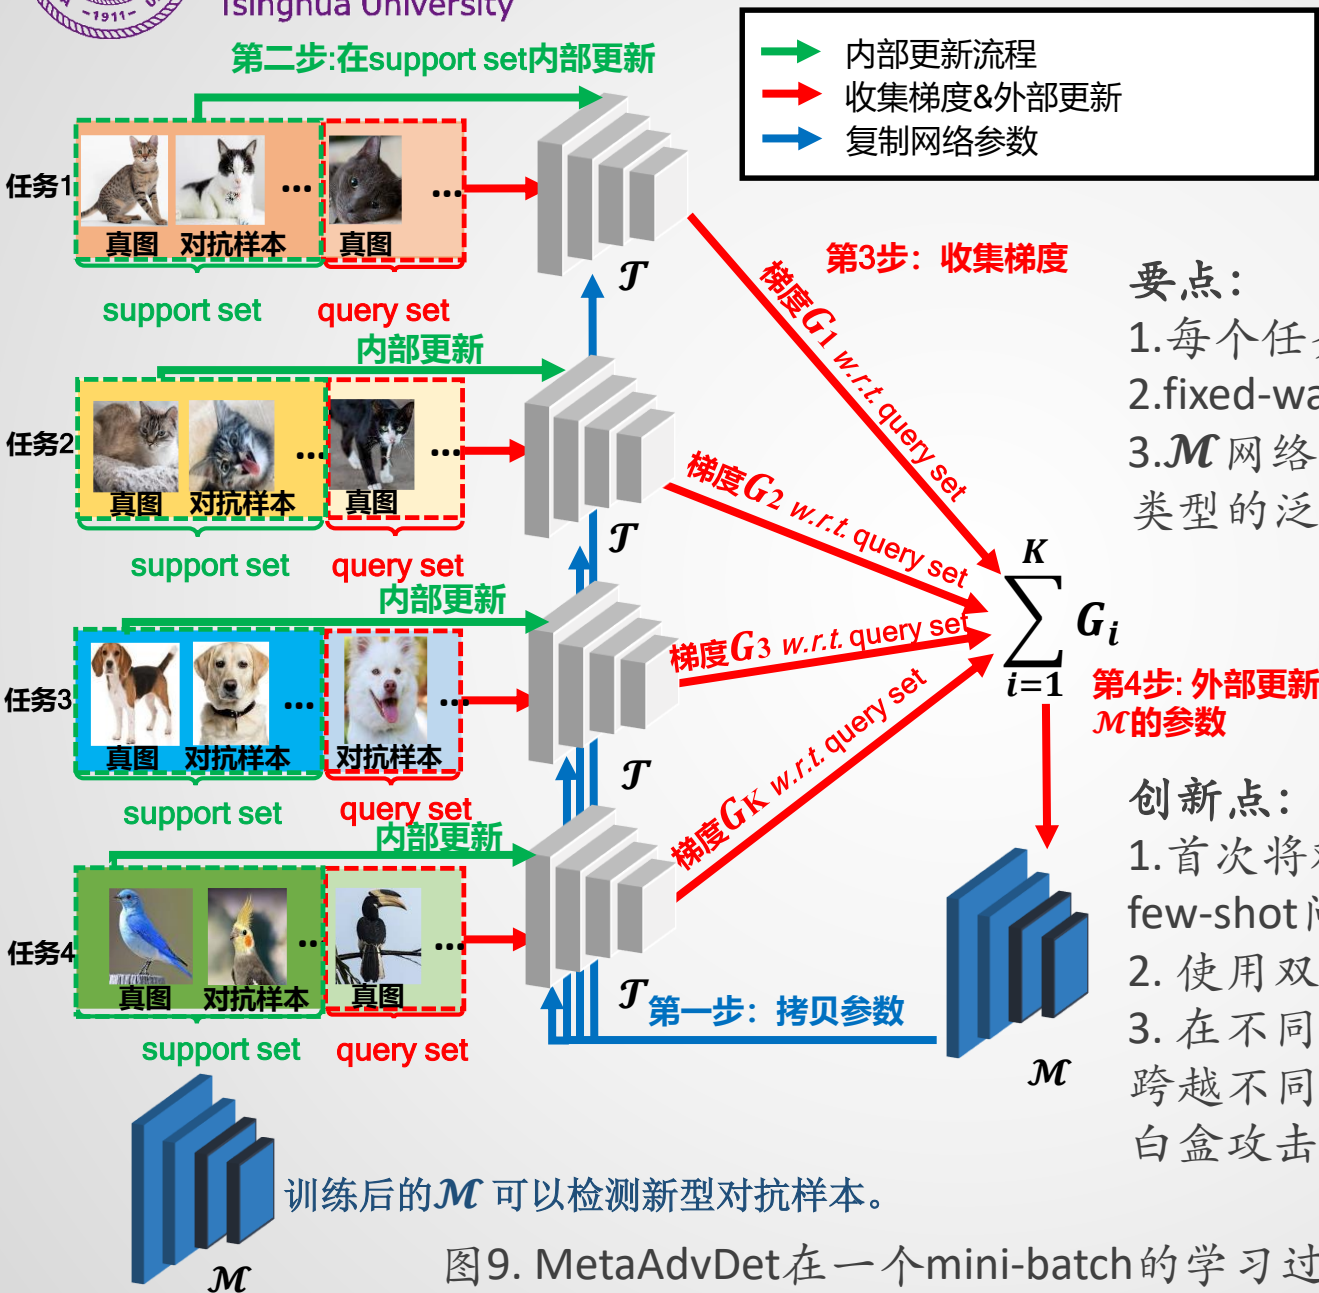 -1911-
Tsinghua University
第二步:在support set内部更新
内部更新流程
收集梯度&外部更新
复制网络参数
任务1
真图 对抗样本 ... 真图 ...
support set query set
𝒯
第3步：收集梯度
梯度G1 w.r.t. query set
内部更新
任务2
真图 对抗样本 ... 真图 ...
support set query set
𝒯
梯度G2 w.r.t. query set
内部更新
任务3
真图 对抗样本 ... 对抗样本 ...
support set query set
𝒯
梯度G3 w.r.t. query set
内部更新
任务4
真图 对抗样本 ... 真图 ...
support set query set
𝒯
梯度GK w.r.t. query set
K
∑ Gi
i=1
第4步: 外部更新
ℳ的参数
第一步：拷贝参数
ℳ
要点：
1.每个任
2.fixed-wa
3.ℳ网络
类型的泛
创新点：
1.首次将
few-shot问
2. 使用双
3. 在不同
跨越不同
白盒攻击
训练后的ℳ 可以检测新型对抗样本。
ℳ
图9. MetaAdvDet在一个mini-batch的学习过